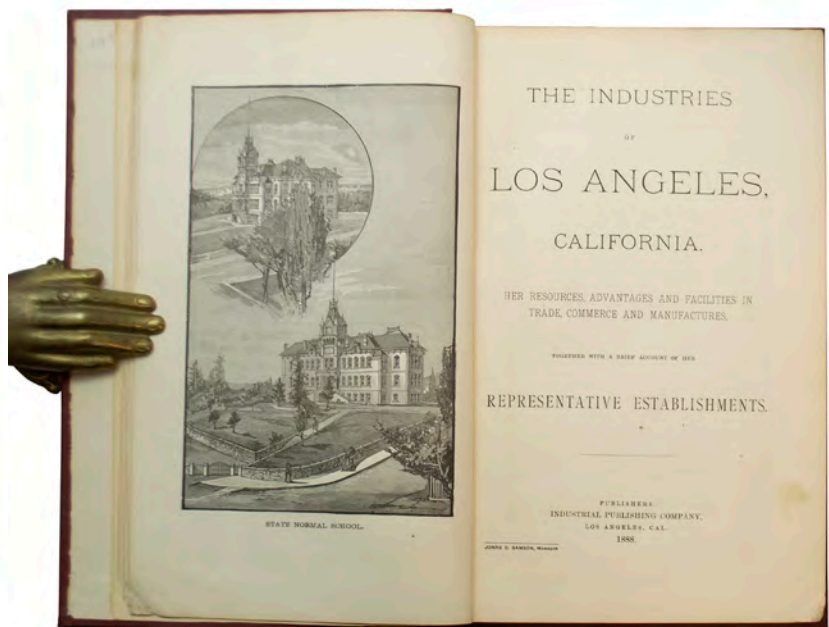 STATE NORMAL SCHOOL.
THE INDUSTRIES
OF
LOS ANGELES,
CALIFORNIA.
HER RESOURCES, ADVANTAGES AND FACILITIES IN
TRADE, COMMERCE AND MANUFACTURES,
TOGETHER WITH A BRIEF ACCOUNT OF HER
REPRESENTATIVE ESTABLISHMENTS.
PUBLISHERS
INDUSTRIAL PUBLISHING COMPANY,
LOS ANGELES, CAL.
1888.